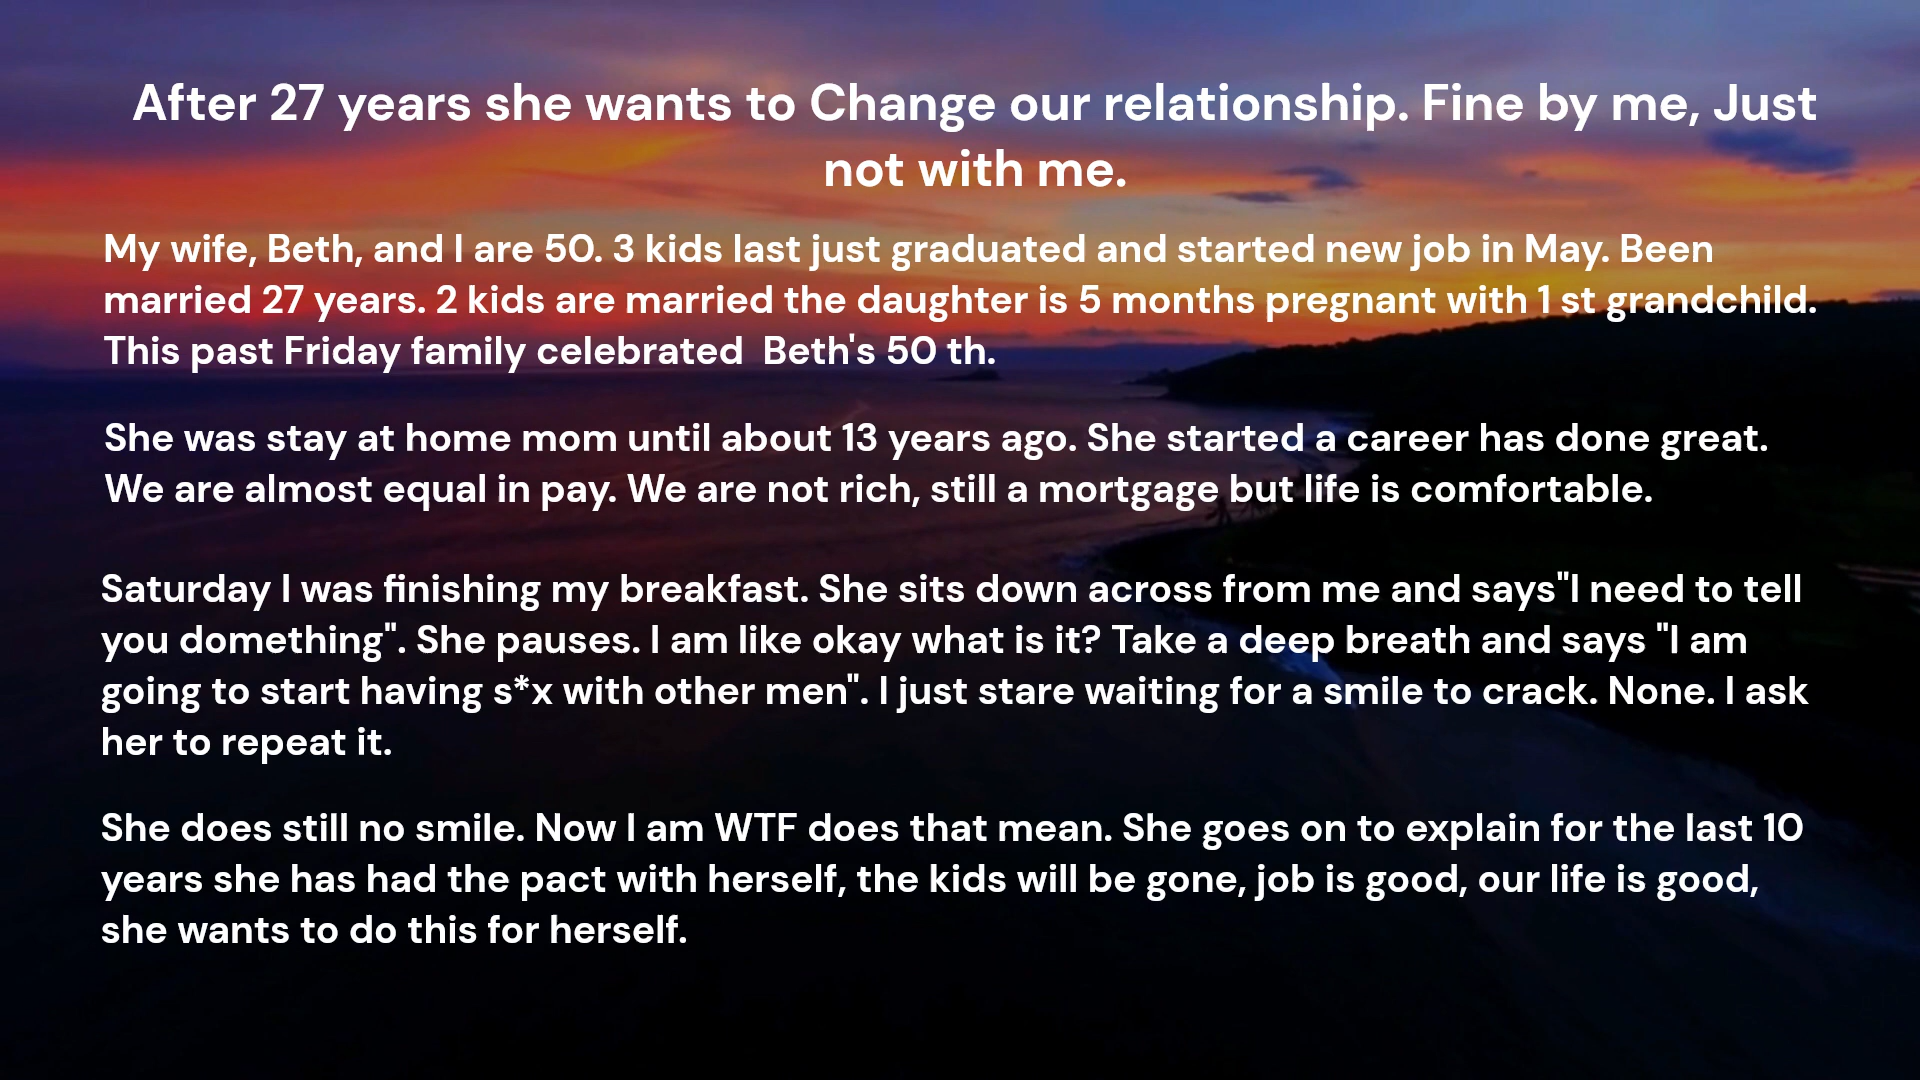 After 27 years she wants to Change our relationship. Fine by me, Just
not with me.
My wife, Beth, and I are 50. 3 kids last just graduated and started new job in May. Been
married 27 years. 2 kids are married the daughter is 5 months pregnant with 1 st grandchild.
This past Friday family celebrated  Beth's 50 th.
She was stay at home mom until about 13 years ago. She started a career has done great.
We are almost equal in pay. We are not rich, still a mortgage but life is comfortable.
Saturday I was finishing my breakfast. She sits down across from me and says"I need to tell
you domething". She pauses. I am like okay what is it? Take a deep breath and says "I am
going to start having s*x with other men". I just stare waiting for a smile to crack. None. I ask
her to repeat it.
She does still no smile. Now I am WTF does that mean. She goes on to explain for the last 10
years she has had the pact with herself, the kids will be gone, job is good, our life is good,
she wants to do this for herself.